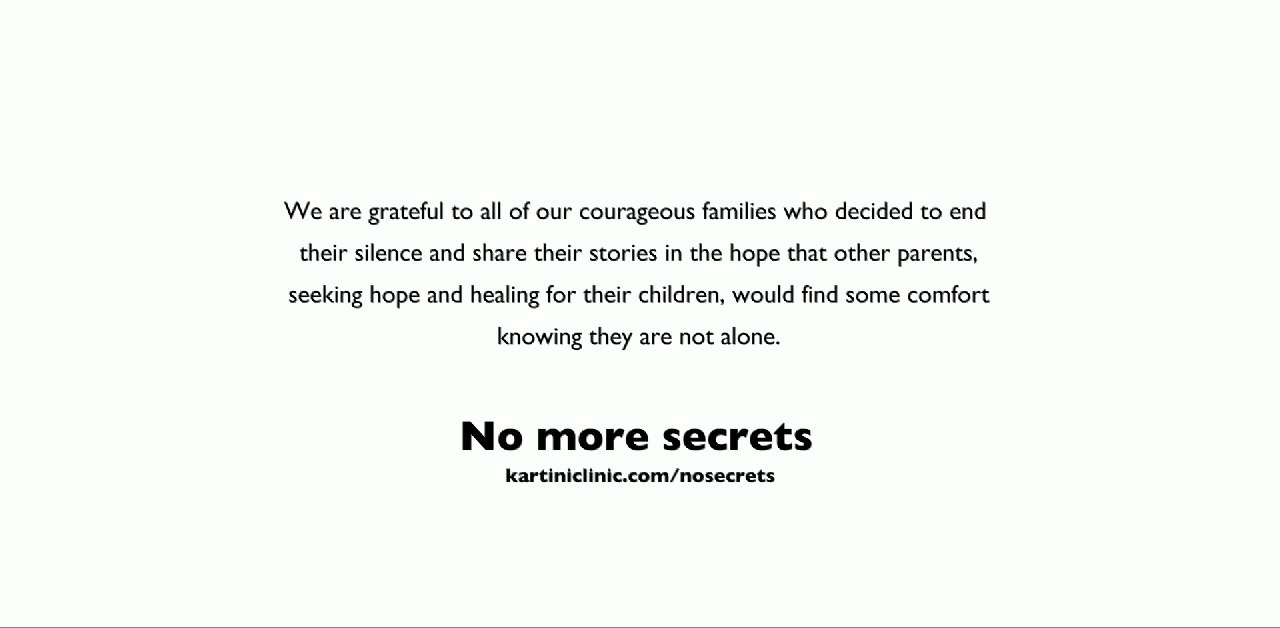 We are grateful to all of our courageous families who decided to end
their silence and share their stories in the hope that other parents,
seeking hope and healing for their children, would find some comfort
knowing they are not alone.
No more secrets
kartiniclinic.com/nosecrets